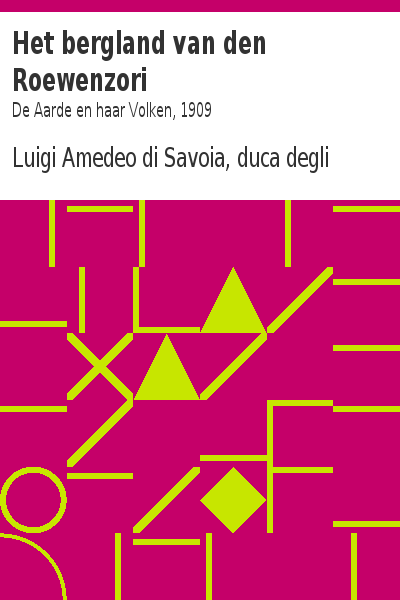 Het bergland van den
Roewenzori
De Aarde en haar Volken, 1909
Luigi Amedeo di Savoia, duca degli